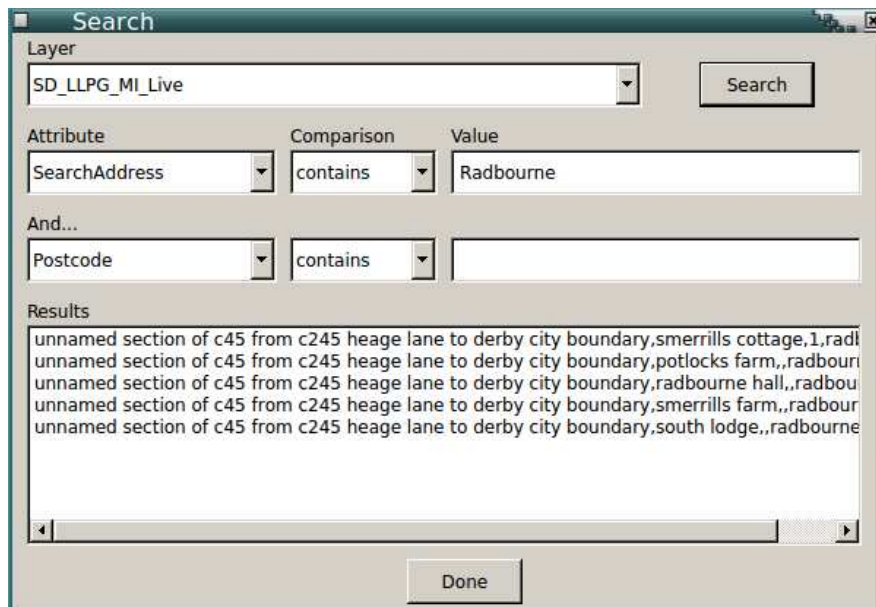 Search
Layer
SD_LLPG_MI_Live
Search
Attribute Comparison Value
SearchAddress contains Radbourne
And...
Postcode contains
Results
unnamed section of c45 from c245 heage lane to derby city boundary,smerrills cottage,1,rad
unnamed section of c45 from c245 heage lane to derby city boundary,potlocks farm,,radbour
unnamed section of c45 from c245 heage lane to derby city boundary,radbourne hall,,radbou
unnamed section of c45 from c245 heage lane to derby city boundary,smerrills farm,,radbour
unnamed section of c45 from c245 heage lane to derby city boundary,south lodge,,radbourne
Done